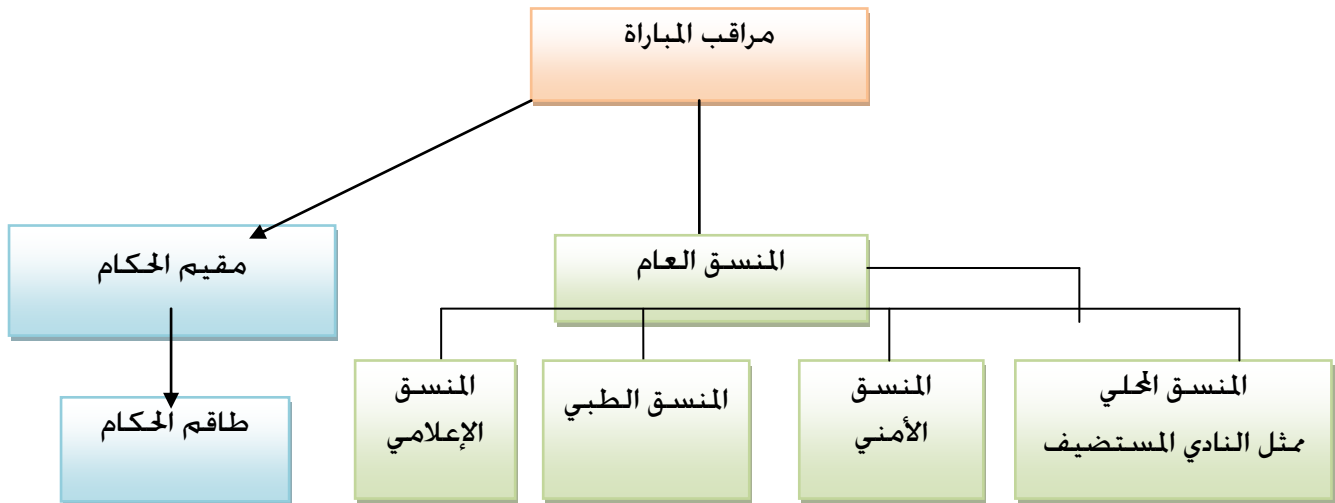 مراقب المباراة
المنسق العام
مقيم الحكام
المنسق المحلي
ممثل النادي المستضيف
المنسق
الأمني
المنسق الطبي
المنسق
الإعلامي
طاقم الحكام